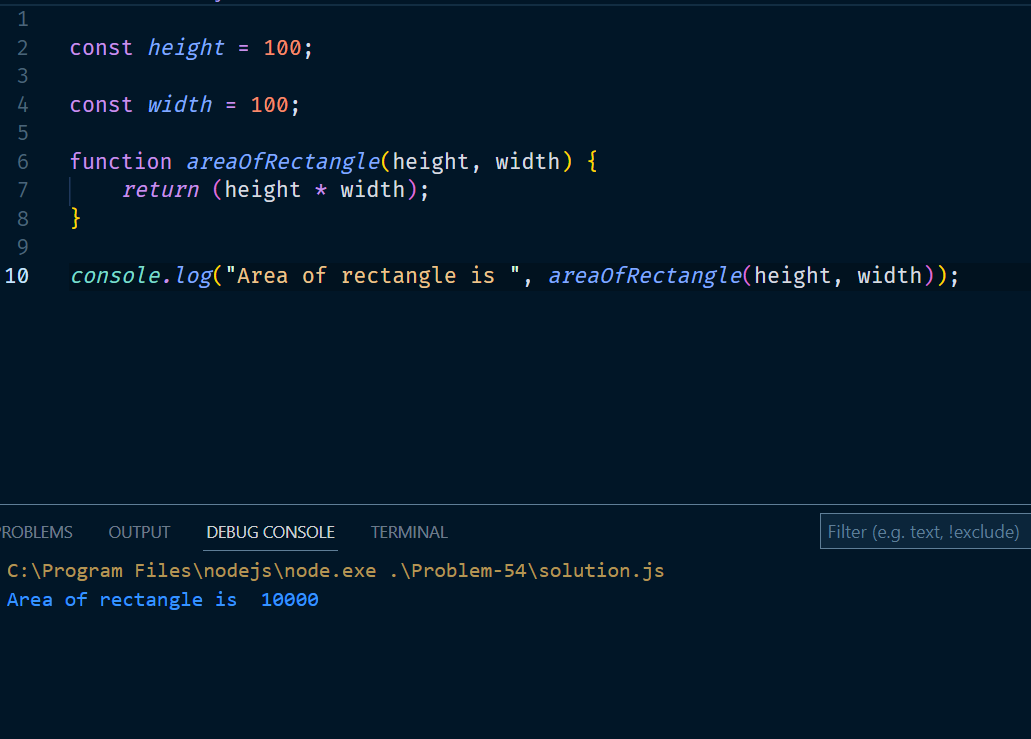 1
2 const height = 100;
3
4 const width = 100;
5
6 function areaOfRectangle(height, width) {
7 return (height * width);
8 }
9
10 console.log("Area of rectangle is ", areaOfRectangle(height, width));
PROBLEMS OUTPUT DEBUG CONSOLE TERMINAL Filter (e.g. text, !exclude)
C:\Program Files\nodejs\node.exe .\Problem-54\solution.js
Area of rectangle is  10000